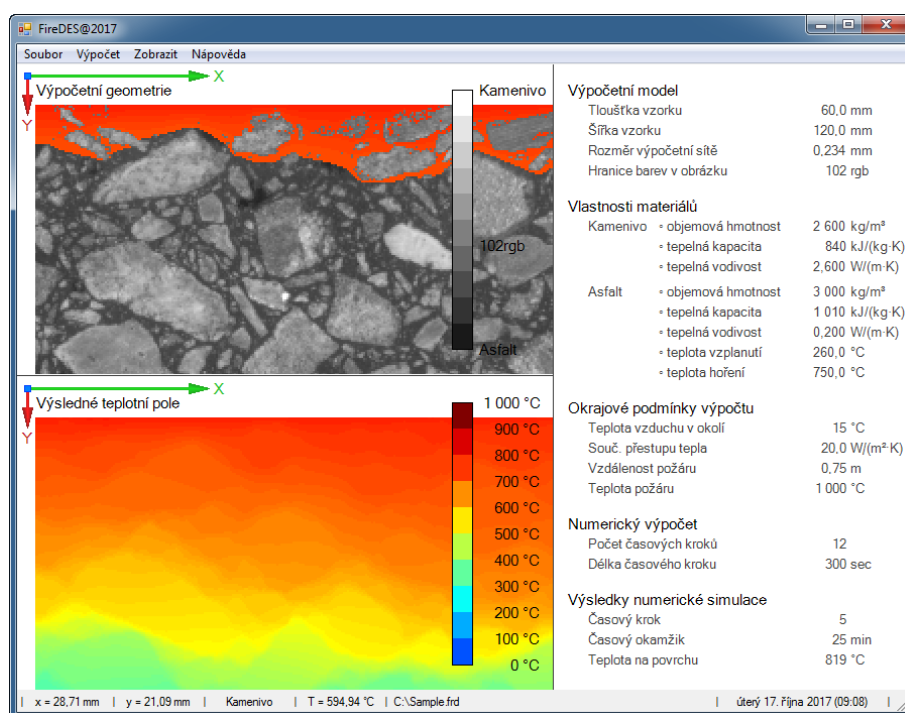 FireDES@2017
Soubor Výpočet Zobrazit Nápověda
X
Y
Výpočetní geometrie
Kamenivo
102rgb
Asfalt
X
Y
Výsledné teplotní pole
1 000 °C
900 °C
800 °C
700 °C
600 °C
500 °C
400 °C
300 °C
200 °C
100 °C
0 °C
Výpočetní model
Tloušťka vzorku 60,0 mm
Šířka vzorku 120,0 mm
Rozměr výpočetní sítě 0,234 mm
Hranice barev v obrázku 102 rgb
Vlastnosti materiálů
Kamenivo ◦ objemová hmotnost 2 600 kg/m³
◦ tepelná kapacita 840 kJ/(kg·K)
◦ tepelná vodivost 2,600 W/(m·K)
Asfalt ◦ objemová hmotnost 3 000 kg/m³
◦ tepelná kapacita 1 010 kJ/(kg·K)
◦ tepelná vodivost 0,200 W/(m·K)
◦ teplota vzplanutí 260,0 °C
◦ teplota hoření 750,0 °C
Okrajové podmínky výpočtu
Teplota vzduchu v okolí 15 °C
Souč. přestupu tepla 20,0 W/(m²·K)
Vzdálenost požáru 0,75 m
Teplota požáru 1 000 °C
Numerický výpočet
Počet časových kroků 12
Délka časového kroku 300 sec
Výsledky numerické simulace
Časový krok 5
Časový okamžik 25 min
Teplota na povrchu 819 °C
| x = 28,71 mm | y = 21,09 mm | Kamenivo | T = 594,94 °C | C:\Sample.frd | úterý 17. října 2017 (09:08) |